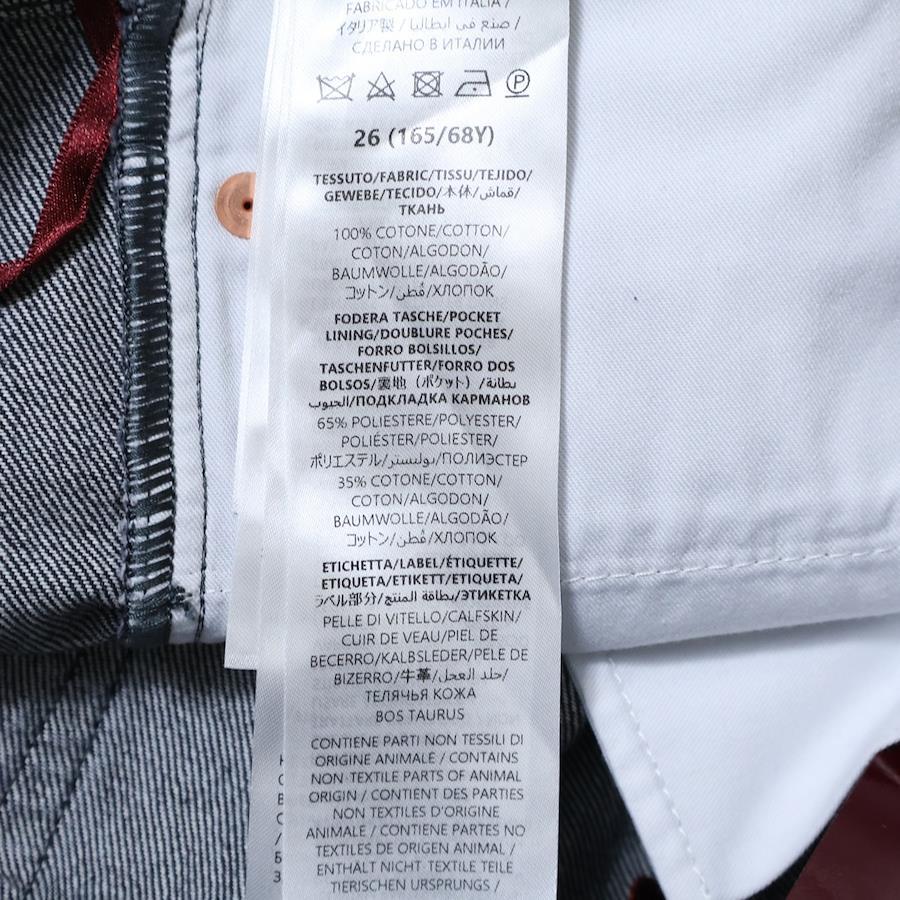 FABRICADO EM ITÁLIA /
イタリア製 / صنع في ايطاليا /
СДЕЛАНО В ИТАЛИИ
P
26 (165/68Y)
TESSUTO/FABRIC/TISSU/TEJIDO/
GEWEBE/TECIDO/本体/قماش/
ТКАНЬ
100% COTONE/COTTON/
COTON/ALGODON/
BAUMWOLLE/ALGODÃO/
コットン/قُطن/ХЛОПОК
FODERA TASCHE/POCKET
LINING/DOUBLURE POCHES/
FORRO BOLSILLOS/
TASCHENFUTTER/FORRO DOS
BOLSOS/裏地 (ポケット) /بطانة
الجيوب/ПОДКЛАДКА КАРМАНОВ
65% POLIESTERE/POLYESTER/
POLIÉSTER/POLIESTER/
ポリエステル/بوليستر/ПОЛИЭСТЕР
35% COTONE/COTTON/
COTON/ALGODON/
BAUMWOLLE/ALGODÃO/
コットン/قُطن/ХЛОПОК
ETICHETTA/LABEL/ÉTIQUETTE/
ETIQUETA/ETIKETT/ETIQUETA/
ラベル部分/بطاقة المنتج/ЭТИКЕТКА
PELLE DI VITELLO/CALFSKIN/
CUIR DE VEAU/PIEL DE
BECERRO/KALBSLEDER/PELE DE
BIZERRO/牛革/جلد العجل/
ТЕЛЯЧЬЯ КОЖА
BOS TAURUS
CONTIENE PARTI NON TESSILI DI
ORIGINE ANIMALE / CONTAINS
NON-TEXTILE PARTS OF ANIMAL
ORIGIN / CONTIENT DES PARTIES
NON TEXTILES D'ORIGINE
ANIMALE / CONTIENE PARTES NO
TEXTILES DE ORIGEN ANIMAL /
ENTHÄLT NICHT-TEXTILE TEILE
TIERISCHEN URSPRUNGS /